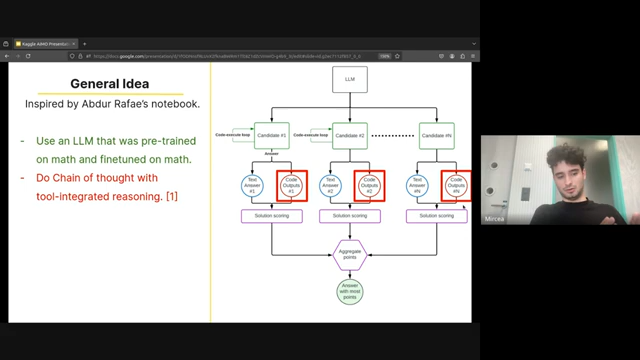 Kaggle AIMO Presentat
General Idea
Inspired by Abdur Rafae's notebook.
- Use an LLM that was pre-trained
on math and finetuned on math.
- Do Chain of thought with
tool-integrated reasoning. [1]
LLM
Code-execute loop
Candidate #1
Code-execute loop
Candidate #2
Candidate #N
Answer
Text
Answer
#1
Code
Outputs
#1
Text
Answer
#2
Code
Outputs
#2
Text
Answer
#N
Code
Outputs
#N
Solution scoring
Solution scoring
Solution scoring
Aggregate
points
Answer
with most
points
Mircea